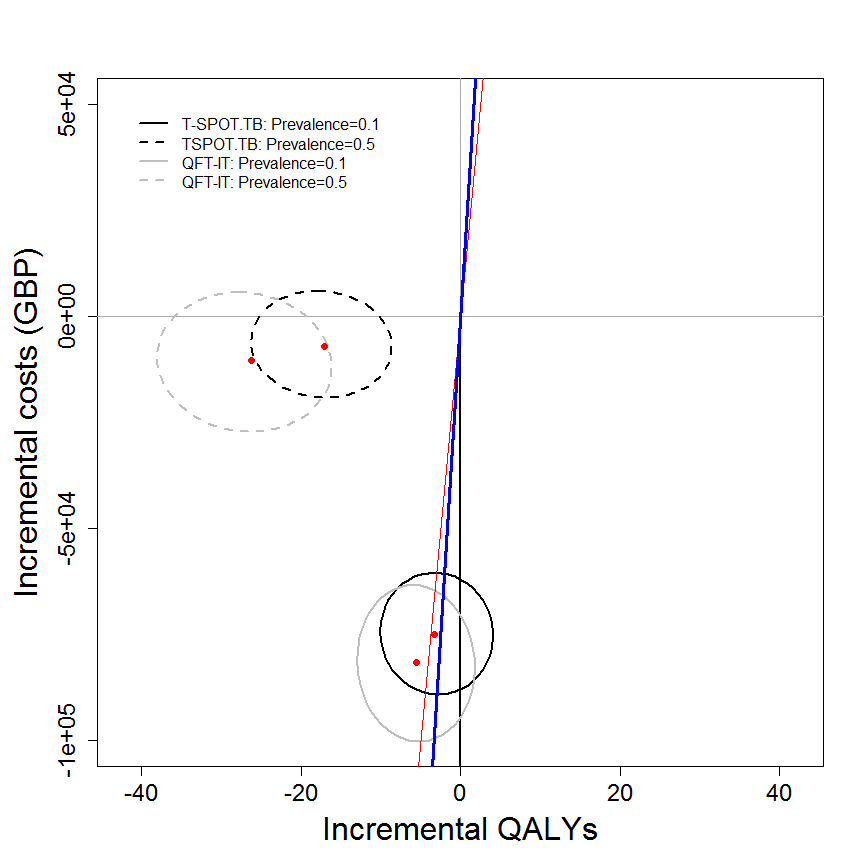 T-SPOT.TB: Prevalence=0.1
TSPOT.TB: Prevalence=0.5
QFT-IT: Prevalence=0.1
QFT-IT: Prevalence=0.5
Incremental costs (GBP)
5e+04
0e+00
-5e+04
-1e+05
-40
-20
0
20
40
Incremental QALYs